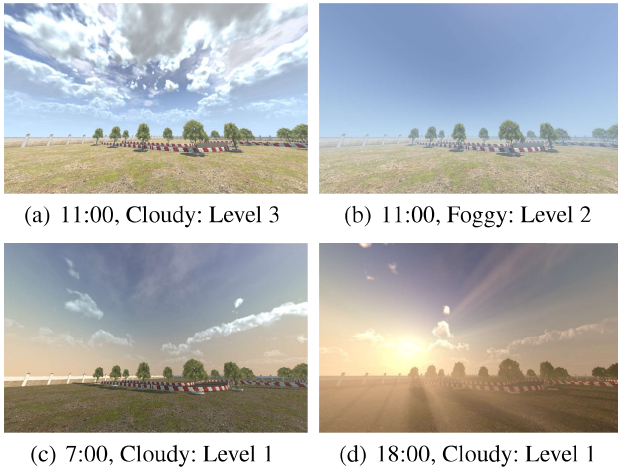 (a) 11:00, Cloudy: Level 3
(b) 11:00, Foggy: Level 2
(c) 7:00, Cloudy: Level 1
(d) 18:00, Cloudy: Level 1